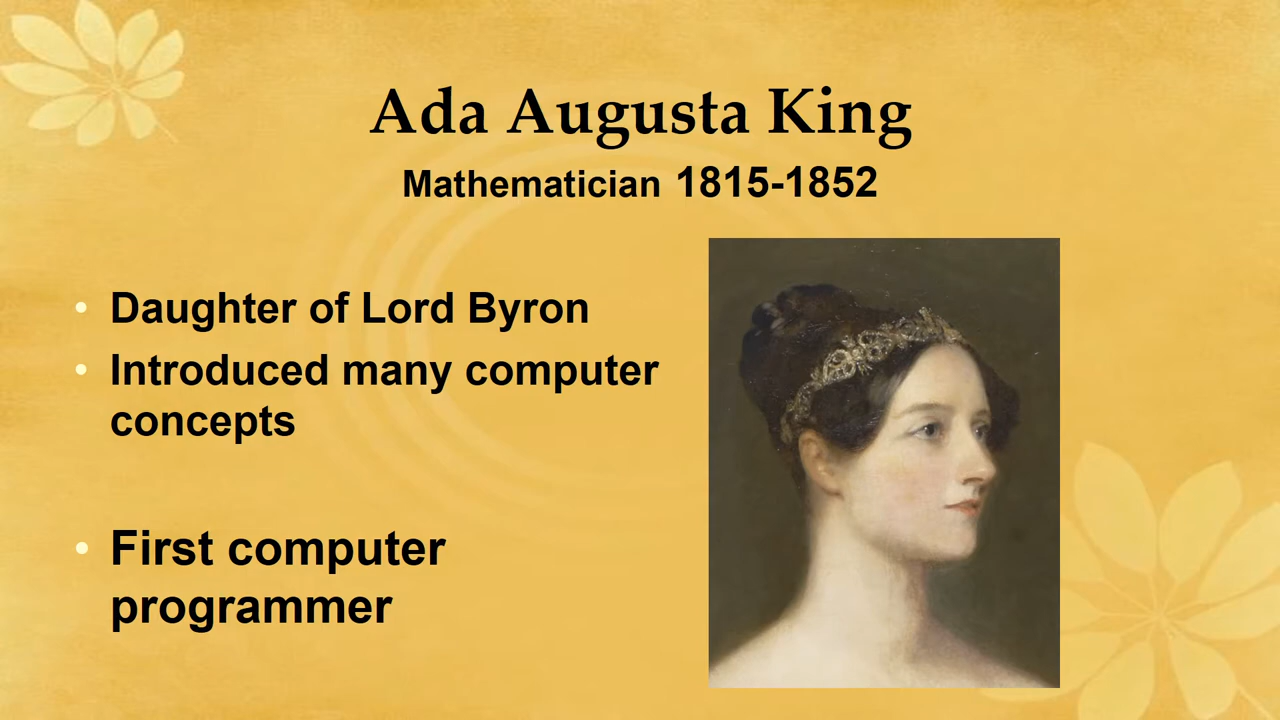 Ada Augusta King
Mathematician 1815-1852
• Daughter of Lord Byron
• Introduced many computer
concepts
• First computer
programmer